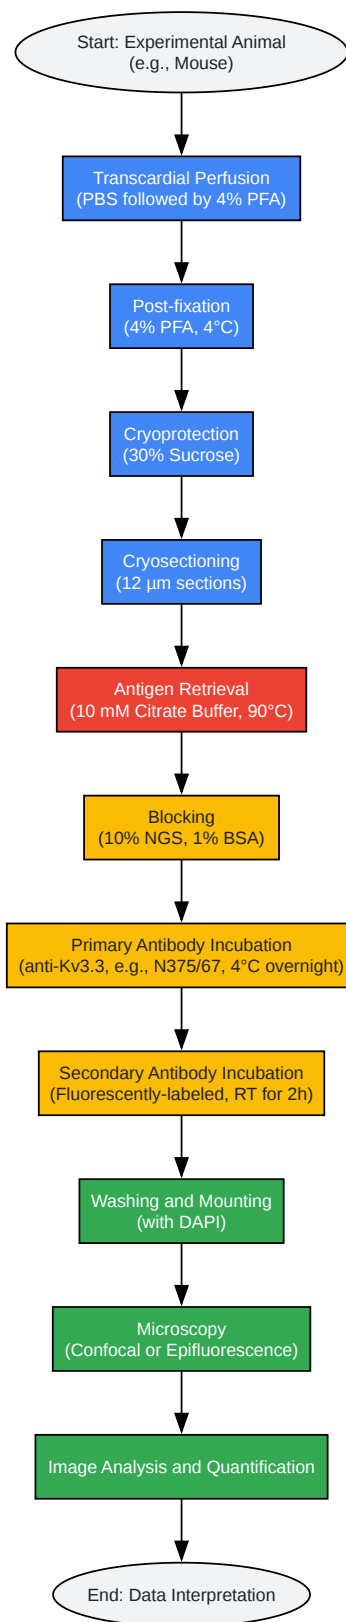 Start: Experimental Animal
(e.g., Mouse)
Transcardial Perfusion
(PBS followed by 4% PFA)
Post-fixation
(4% PFA, 4°C)
Cryoprotection
(30% Sucrose)
Cryosectioning
(12 µm sections)
Antigen Retrieval
(10 mM Citrate Buffer, 90°C)
Blocking
(10% NGS, 1% BSA)
Primary Antibody Incubation
(anti-Kv3.3, e.g., N375/67, 4°C overnight)
Secondary Antibody Incubation
(Fluorescently-labeled, RT for 2h)
Washing and Mounting
(with DAPI)
Microscopy
(Confocal or Epifluorescence)
Image Analysis and Quantification
End: Data Interpretation